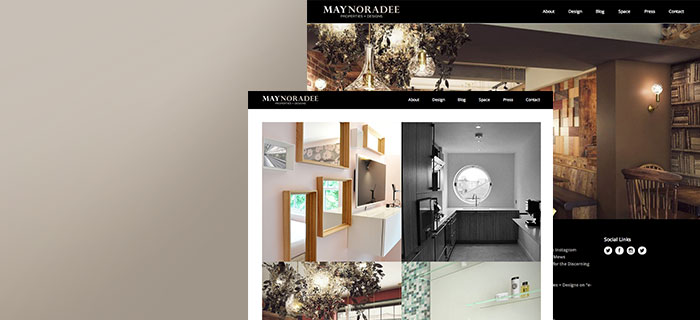 MAYNORADEE
PROPERTIES + DESIGNS
About Design Blog Space Press Contact
MAYNORADEE
PROPERTIES + DESIGNS
About Design Blog Space Press Contact
Social Links
Instagram
Mews
for the Discerning
+ Designs on